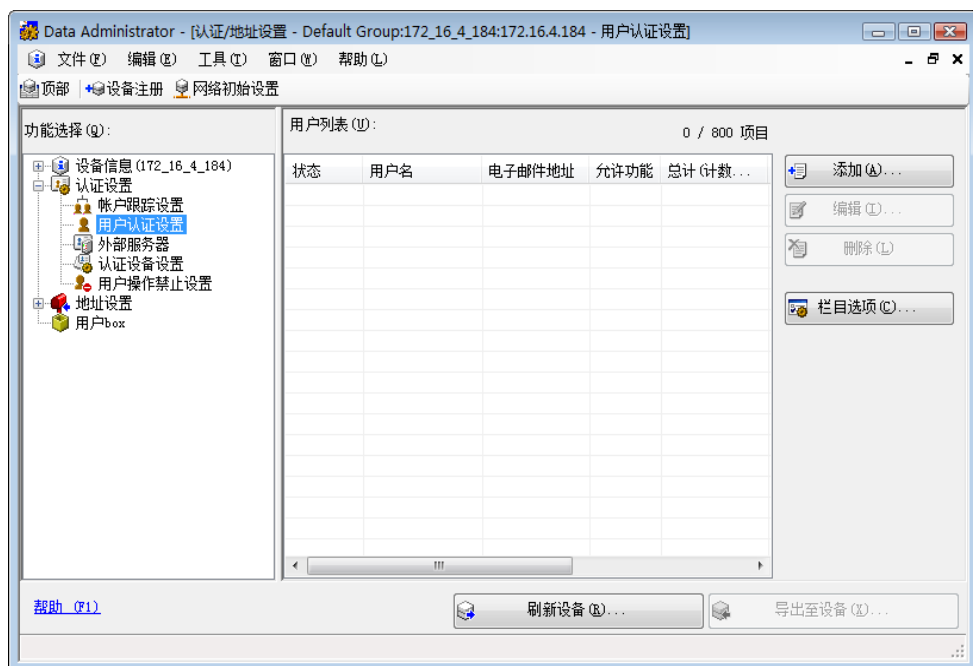 Data Administrator - [认证/地址设置 - Default Group:172_16_4_184:172.16.4.184 - 用户认证设置]
文件(F) 编辑(E) 工具(T) 窗口(W) 帮助(L)
顶部 设备注册 网络初始设置
功能选择(Q):
设备信息(172_16_4_184)
认证设置
帐户跟踪设置
用户认证设置
外部服务器
认证设备设置
用户操作禁止设置
地址设置
用户box
用户列表(U):
0 / 800 项目
状态 用户名 电子邮件地址 允许功能 总计(计数...
添加(A)...
编辑(I)...
删除(L)
栏目选项(C)...
帮助 (F1)
刷新设备(R)...
导出至设备(X)...